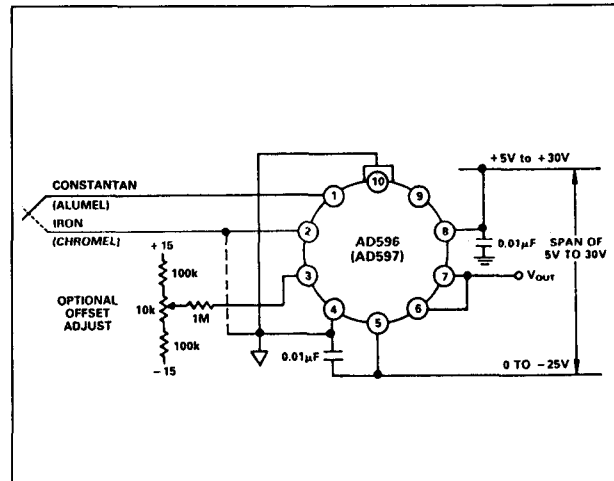 CONSTANTAN
(ALUMEL)
IRON
(CHROMEL)
+ 15
100k
10k
1M
100k
– 15
OPTIONAL
OFFSET
ADJUST
1
2
3
4
5
6
7
8
9
10
AD596
(AD597)
0.01μF
+5V to +30V
0.01μF
SPAN OF
5V TO 30V
VOUT
0 TO –25V